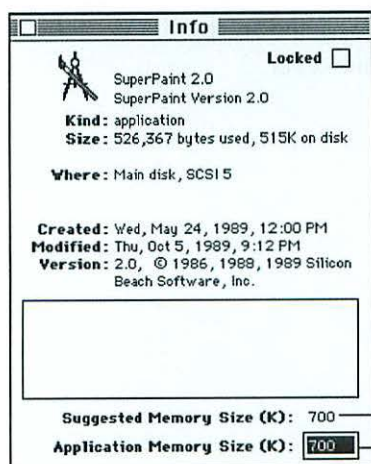 Info
Locked
SuperPaint 2.0
SuperPaint Version 2.0
Kind: application
Size: 526,367 bytes used, 515K on disk
Where: Main disk, SCSI 5
Created: Wed, May 24, 1989, 12:00 PM
Modified: Thu, Oct 5, 1989, 9:12 PM
Version: 2.0, © 1986, 1988, 1989 Silicon
Beach Software, Inc.
Suggested Memory Size (K): 700
Application Memory Size (K): 700